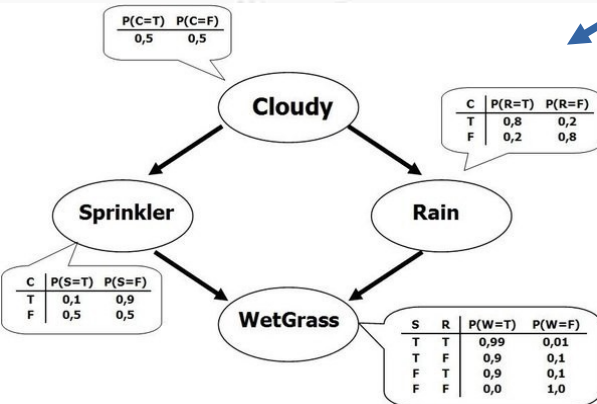 P(C=T) P(C=F)
0,5 0,5
Cloudy
C P(R=T) P(R=F)
T 0,8 0,2
F 0,2 0,8
Sprinkler
Rain
C P(S=T) P(S=F)
T 0,1 0,9
F 0,5 0,5
WetGrass
S R P(W=T) P(W=F)
T T 0,99 0,01
T F 0,9 0,1
F T 0,9 0,1
F F 0,0 1,0